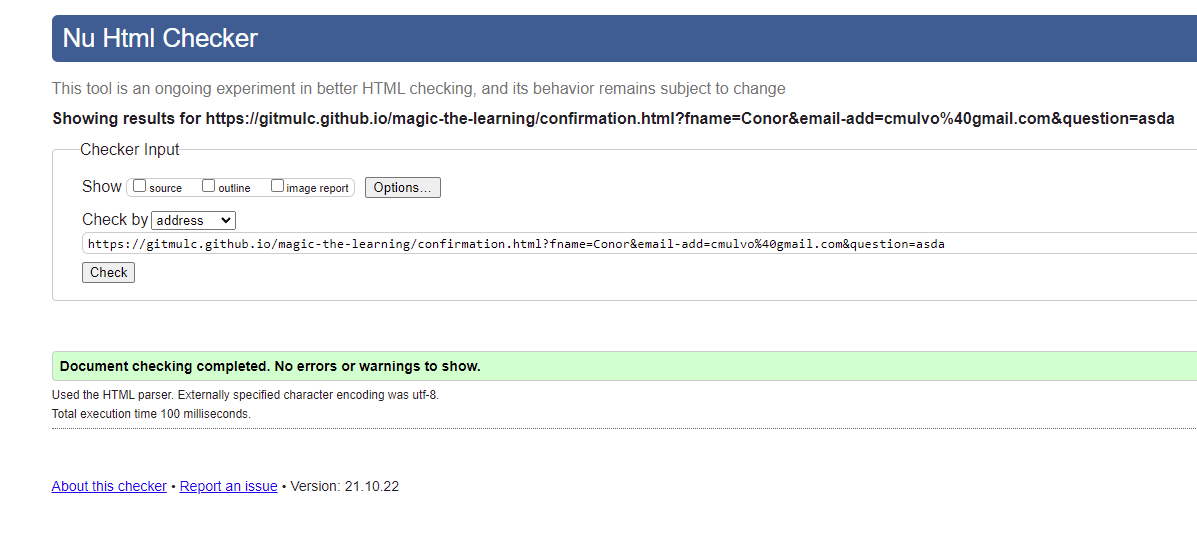 Nu Html Checker
This tool is an ongoing experiment in better HTML checking, and its behavior remains subject to change
Showing results for https://gitmulc.github.io/magic-the-learning/confirmation.html?fname=Conor&email-add=cmulvo%40gmail.com&question=asda
Checker Input
Show source outline image report Options...
Check by address
https://gitmulc.github.io/magic-the-learning/confirmation.html?fname=Conor&email-add=cmulvo%40gmail.com&question=asda
Check
Document checking completed. No errors or warnings to show.
Used the HTML parser. Externally specified character encoding was utf-8.
Total execution time 100 milliseconds.
About this checker • Report an issue • Version: 21.10.22